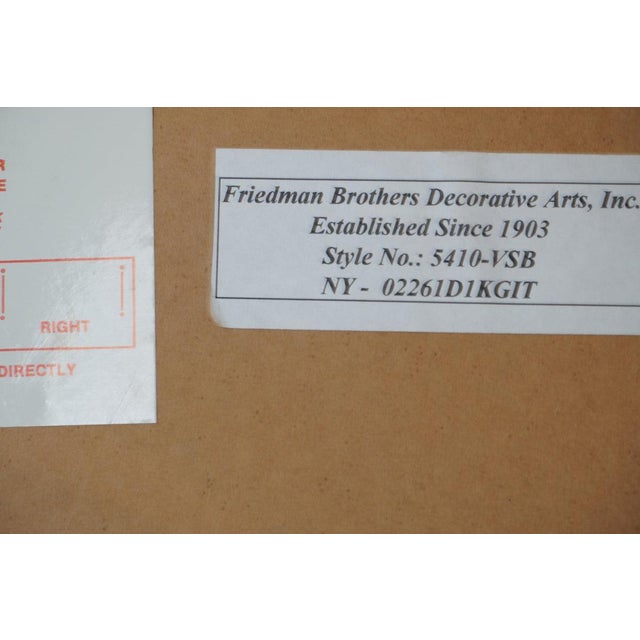 Friedman Brothers Decorative Arts, Inc.
Established Since 1903
Style No.: 5410-VSB
NY - 02261D1KGIT
RIGHT
DIRECTLY